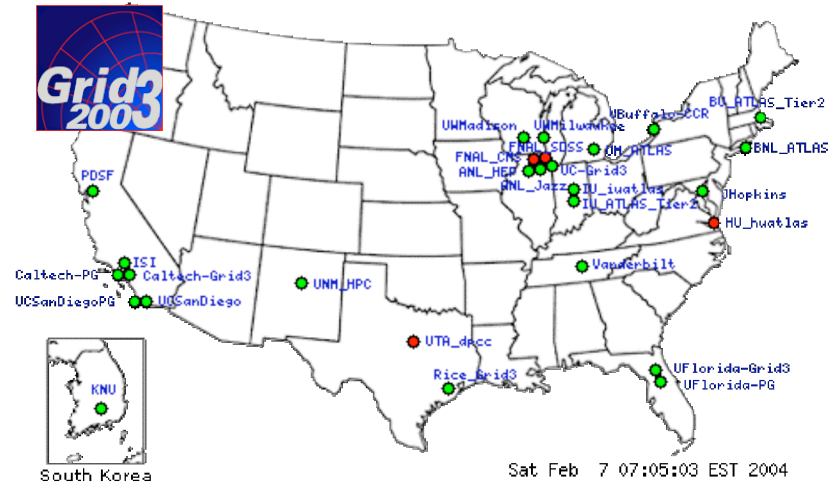 Grid3
2003
UWMadison
UWMilwaukee
UBuffalo-CCR
BU_ATLAS_Tier2
FNAL_SDSS
UM_ATLAS
BNL_ATLAS
FNAL_CMS
ANL_HEP
UC-Grid3
ANL_Jazz
IU_iuatlas
IU_ATLAS_Tier2
JHopkins
HU_huatlas
PDSF
ISI
Caltech-PG
Caltech-Grid3
UCSanDiegoPG
UCSanDiego
UNM_HPC
Vanderbilt
UTA_dpcc
Rice_Grid3
UFlorida-Grid3
UFlorida-PG
KNU
South Korea
Sat Feb 7 07:05:03 EST 2004